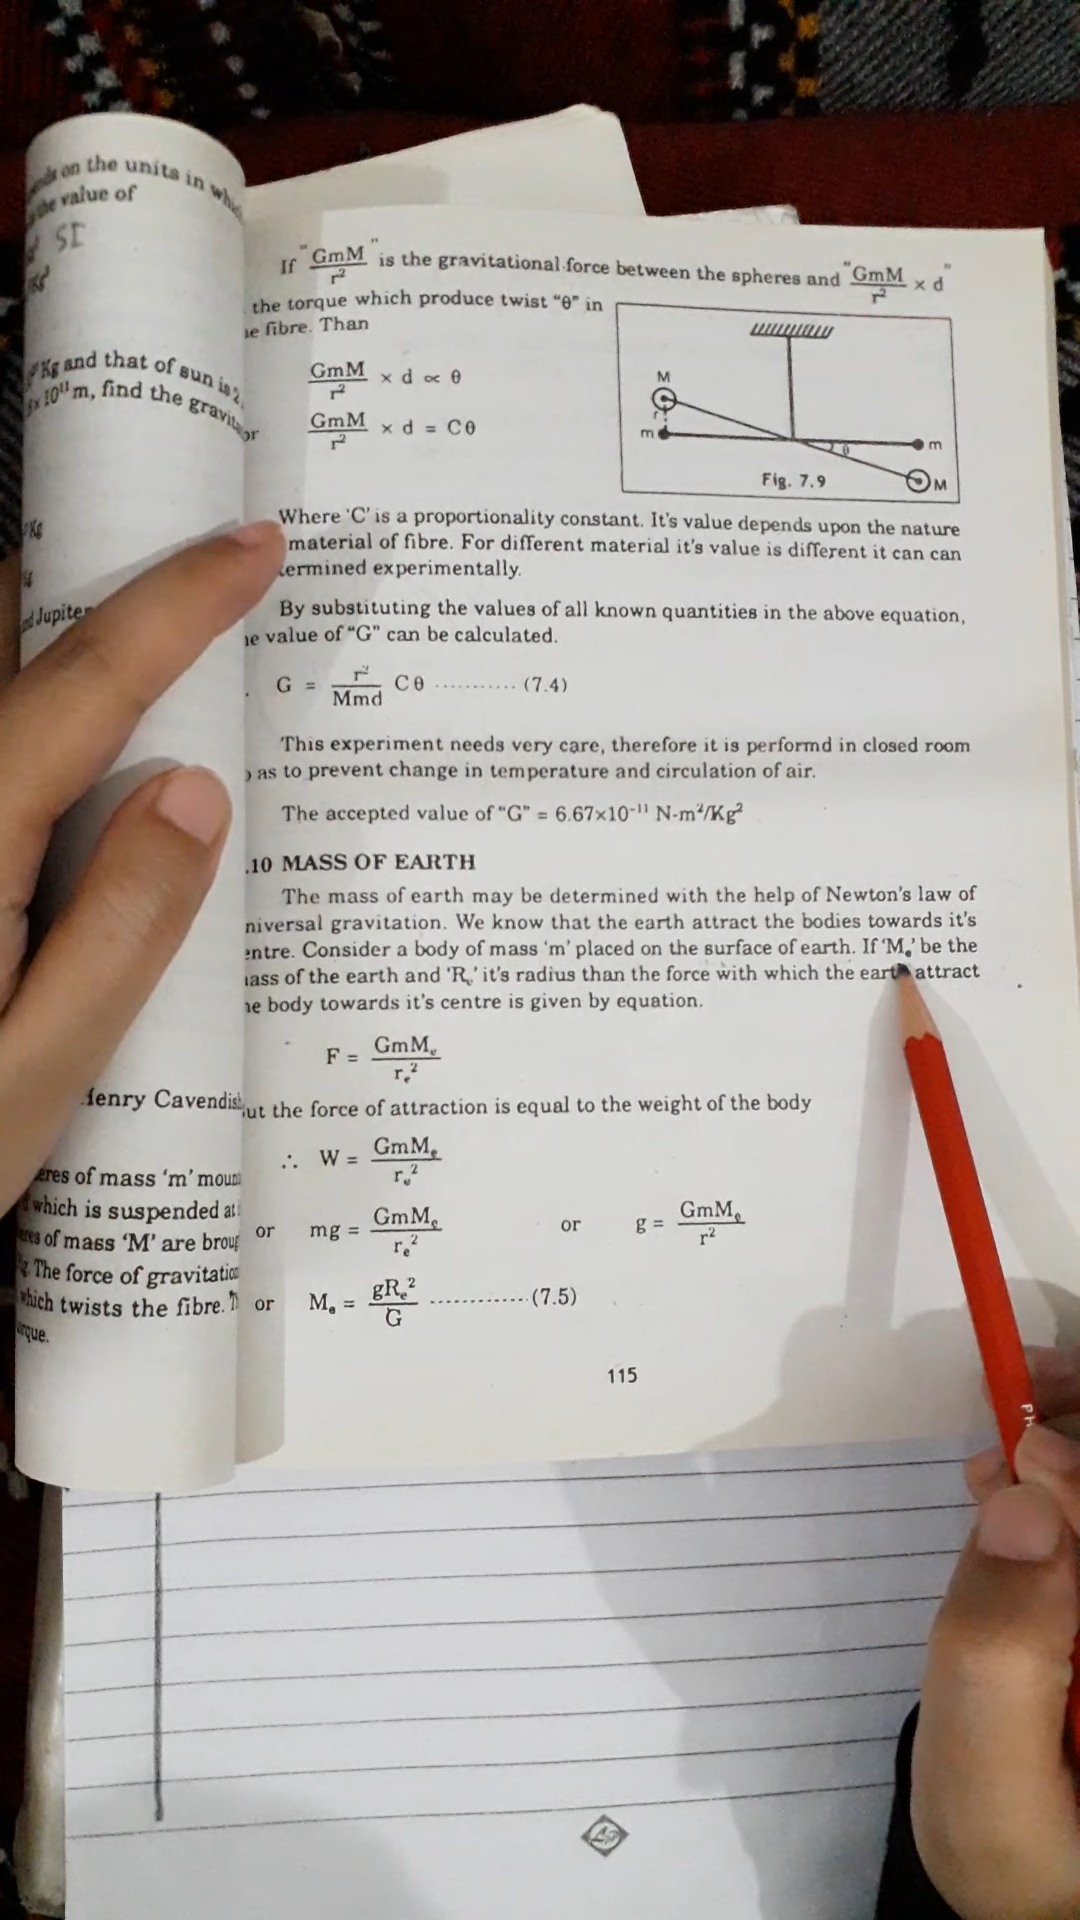 on the units in
the value of
SI
Kg and that of sun is 2.
10¹¹ m, find the
Kg
Jupiter
Henry Cavendish
of mass 'm'
which is suspended at
of mass 'M' are
The force of
which twists the fibre.
If "GmM/r²" is the gravitational force between the spheres and "GmM/r² × d"
the torque which produce twist "θ" in
fibre. Than
GmM/r² × d ∝ θ
or GmM/r² × d = Cθ
M
r
m
m
θ
M
Fig. 7.9
Where 'C' is a proportionality constant. It's value depends upon the nature
material of fibre. For different material it's value is different it can can
experimentally.
By substituting the values of all known quantities in the above equation,
value of "G" can be calculated.
G = r²/Mmd Cθ ........... (7.4)
This experiment needs very care, therefore it is performd in closed room
as to prevent change in temperature and circulation of air.
The accepted value of "G" = 6.67×10⁻¹¹ N-m²/Kg²
.10 MASS OF EARTH
The mass of earth may be determined with the help of Newton's law of
niversal gravitation. We know that the earth attract the bodies towards it's
entre. Consider a body of mass 'm' placed on the surface of earth. If 'Mₑ' be the
ass of the earth and 'Rₑ' it's radius than the force with which the earth attract
body towards it's centre is given by equation.
F = GmMₑ/rₑ²
ut the force of attraction is equal to the weight of the body
∴ W = GmMₑ/rₑ²
or mg = GmMₑ/rₑ² or g = GmMₑ/r²
or Mₑ = gRₑ²/G ............ (7.5)
115
PH